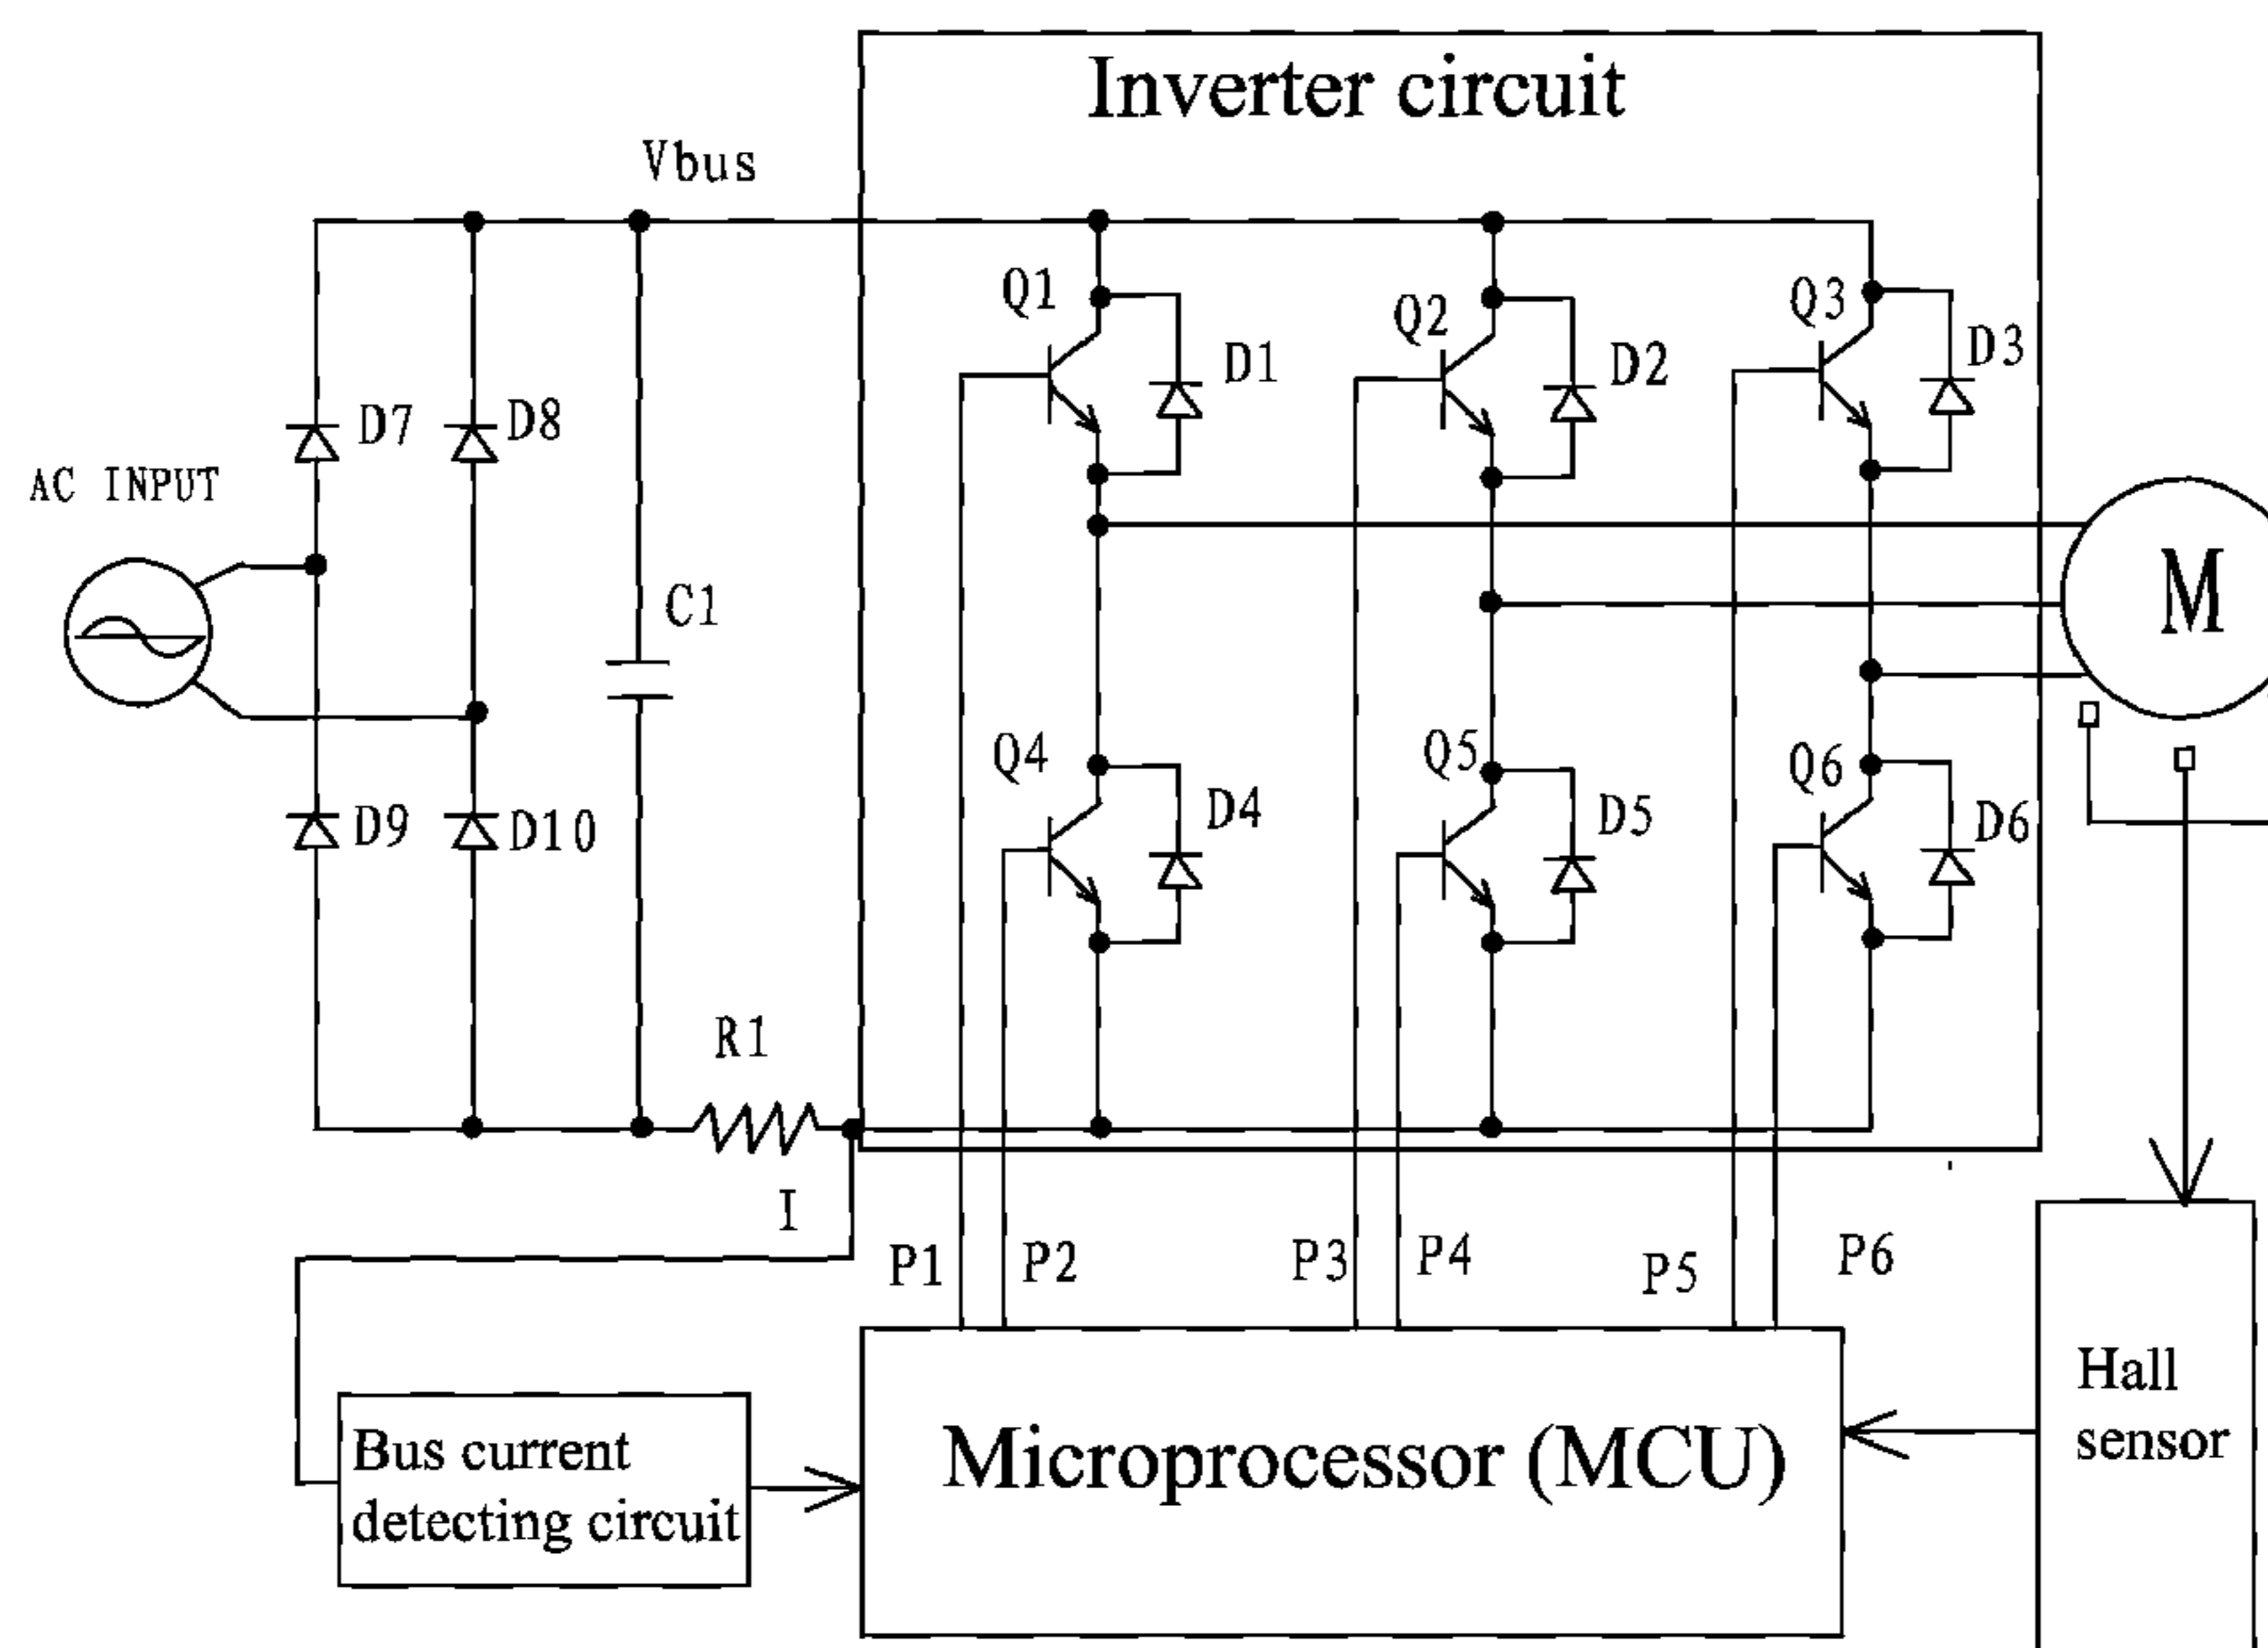 Inverter circuit
Vbus
Q1
Q2
Q3
D1
D2
D3
D7
D8
AC INPUT
C1
M
Q4
Q5
Q6
D4
D5
D6
D9
D10
R1
I
P1
P2
P3
P4
P5
P6
Hall
sensor
Bus current
detecting circuit
Microprocessor (MCU)